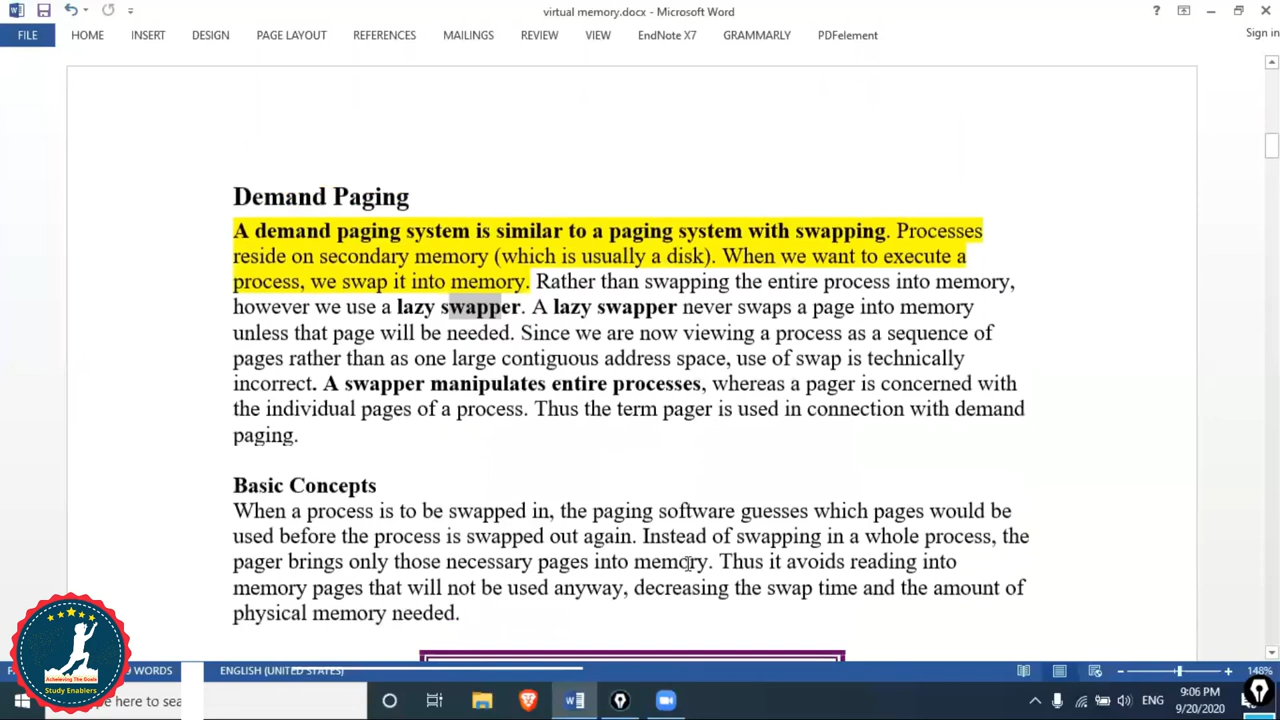 virtual memory.docx - Microsoft Word
?
FILE
HOME
INSERT
DESIGN
PAGE LAYOUT
REFERENCES
MAILINGS
REVIEW
VIEW
EndNote X7
GRAMMARLY
PDFelement
Sign in
Demand Paging
A demand paging system is similar to a paging system with swapping. Processes
reside on secondary memory (which is usually a disk). When we want to execute a
process, we swap it into memory. Rather than swapping the entire process into memory,
however we use a lazy swapper. A lazy swapper never swaps a page into memory
unless that page will be needed. Since we are now viewing a process as a sequence of
pages rather than as one large contiguous address space, use of swap is technically
incorrect. A swapper manipulates entire processes, whereas a pager is concerned with
the individual pages of a process. Thus the term pager is used in connection with demand
paging.
Basic Concepts
When a process is to be swapped in, the paging software guesses which pages would be
used before the process is swapped out again. Instead of swapping in a whole process, the
pager brings only those necessary pages into memory. Thus it avoids reading into
memory pages that will not be used anyway, decreasing the swap time and the amount of
physical memory needed.
Achieveing The Goals
Study Enablers
WORDS
ENGLISH (UNITED STATES)
148%
here to sea
ENG
9:06 PM
9/20/2020